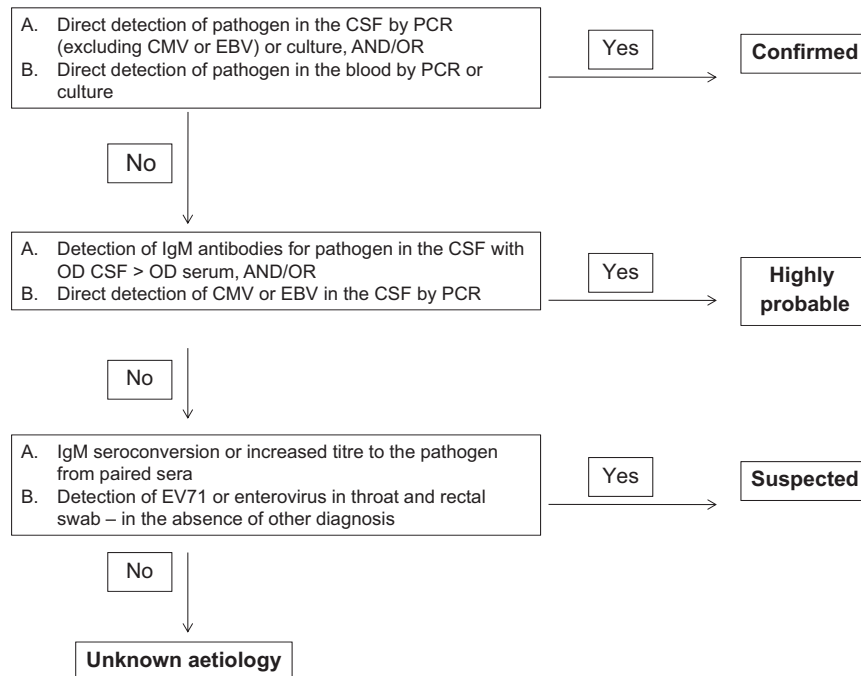 A. Direct detection of pathogen in the CSF by PCR
(excluding CMV or EBV) or culture, AND/OR
B. Direct detection of pathogen in the blood by PCR or
culture
Yes
Confirmed
No
A. Detection of IgM antibodies for pathogen in the CSF with
OD CSF > OD serum, AND/OR
B. Direct detection of CMV or EBV in the CSF by PCR
Yes
Highly
probable
No
A. IgM seroconversion or increased titre to the pathogen
from paired sera
B. Detection of EV71 or enterovirus in throat and rectal
swab – in the absence of other diagnosis
Yes
Suspected
No
Unknown aetiology